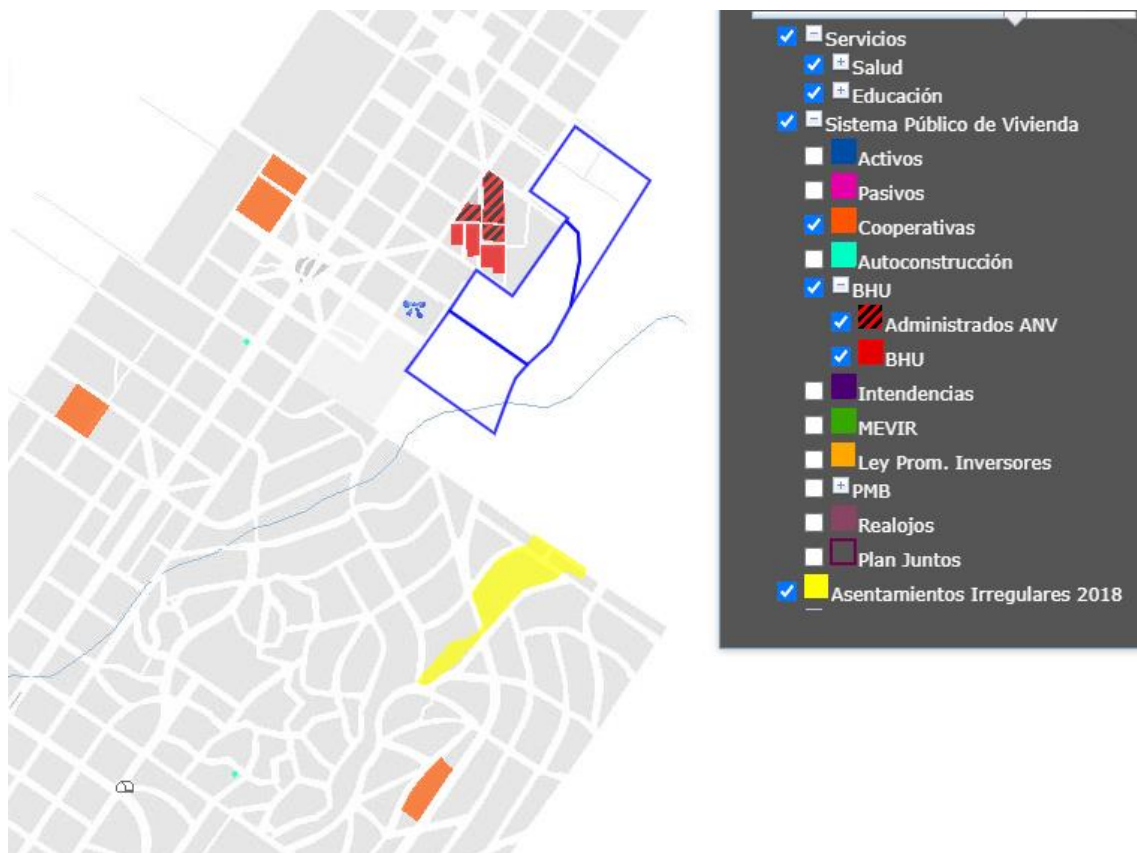 Servicios
Salud
Educación
Sistema Público de Vivienda
Activos
Pasivos
Cooperativas
Autoconstrucción
BHU
Administrados ANV
BHU
Intendencias
MEVIR
Ley Prom. Inversores
PMB
Realojos
Plan Juntos
Asentamientos Irregulares 2018